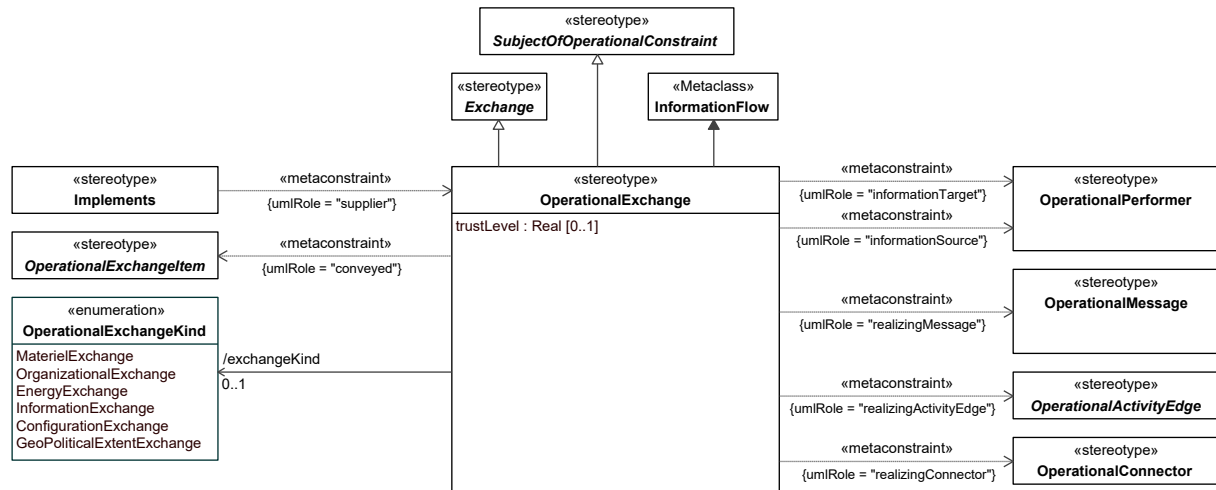 «stereotype»
SubjectOfOperationalConstraint
«stereotype»
Exchange
«Metaclass»
InformationFlow
«stereotype»
Implements
«metaconstraint»
{umlRole = "supplier"}
«stereotype»
OperationalExchangeItem
«metaconstraint»
{umlRole = "conveyed"}
«enumeration»
OperationalExchangeKind
MaterielExchange
OrganizationalExchange
EnergyExchange
InformationExchange
ConfigurationExchange
GeoPoliticalExtentExchange
/exchangeKind
0..1
«stereotype»
OperationalExchange
trustLevel : Real [0..1]
«metaconstraint»
{umlRole = "informationTarget"}
«metaconstraint»
{umlRole = "informationSource"}
«stereotype»
OperationalPerformer
«metaconstraint»
{umlRole = "realizingMessage"}
«stereotype»
OperationalMessage
«metaconstraint»
{umlRole = "realizingActivityEdge"}
«stereotype»
OperationalActivityEdge
«metaconstraint»
{umlRole = "realizingConnector"}
«stereotype»
OperationalConnector